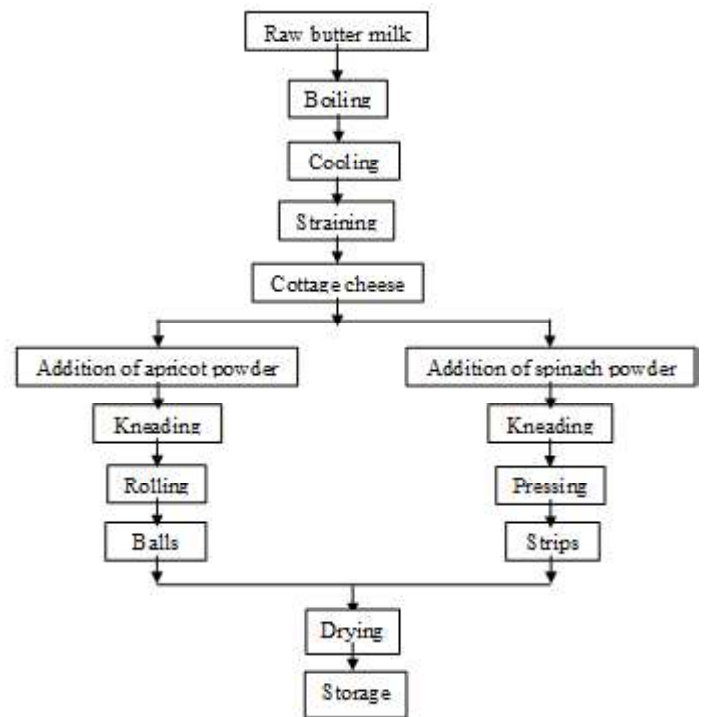 Raw butter milk
Boiling
Cooling
Straining
Cottage cheese
Addition of apricot powder
Addition of spinach powder
Kneading
Kneading
Rolling
Pressing
Balls
Strips
Drying
Storage